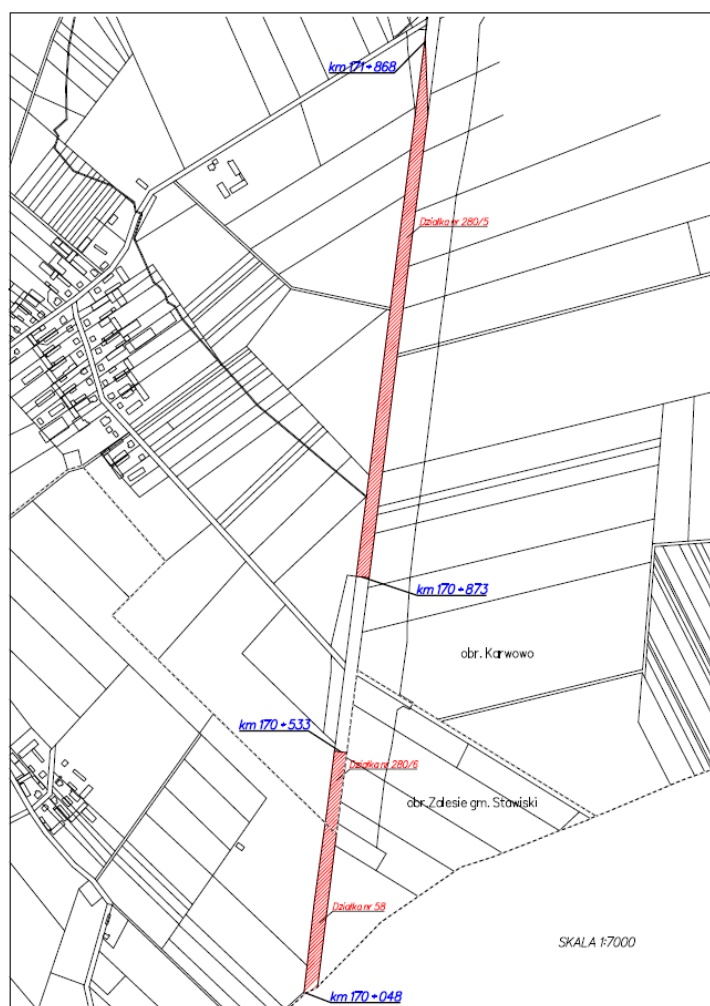 km 171+868
Działka nr 280/5
km 170+873
obr. Karwowo
km 170+533
Działka nr 280/6
obr. Zalesie gm. Stawiski
Działka nr 58
SKALA 1:7000
km 170+048